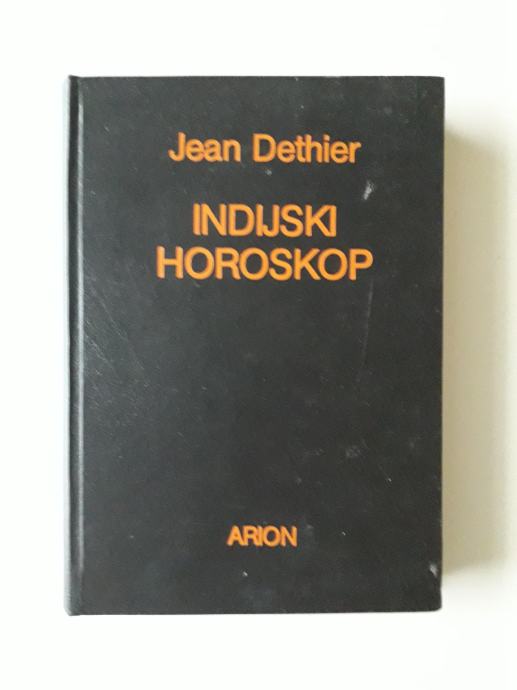 Jean Dethier
INDIJSKI
HOROSKOP
ARION